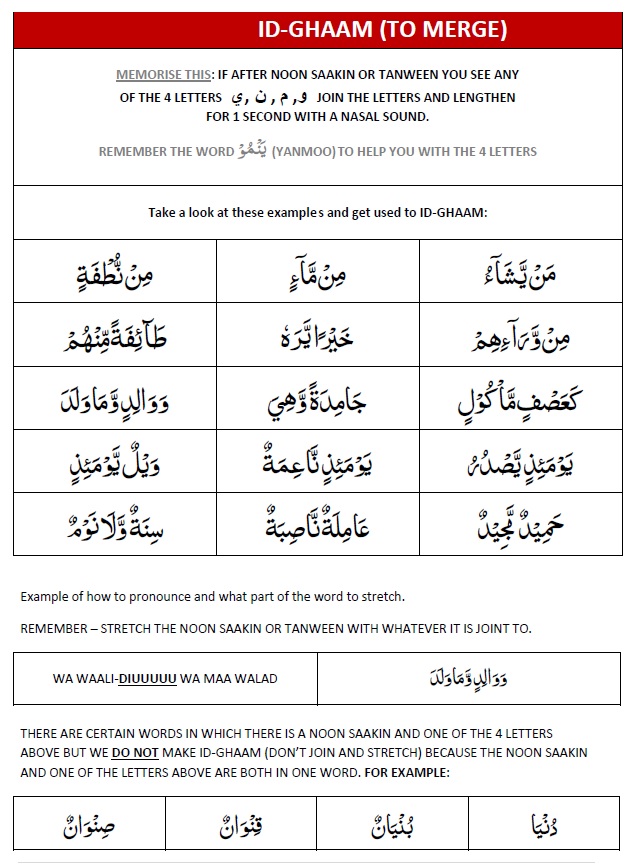 ID-GHAAM (TO MERGE)
MEMORISE THIS: IF AFTER NOON SAAKIN OR TANWEEN YOU SEE ANY
OF THE 4 LETTERS و, م, ن, ي JOIN THE LETTERS AND LENGTHEN
FOR 1 SECOND WITH A NASAL SOUND.
REMEMBER THE WORD يَنْمُوْ (YANMOO) TO HELP YOU WITH THE 4 LETTERS
Take a look at these examples and get used to ID-GHAAM:
مَنْ يَّشَآءُ مِنْ مَّآءٍ مِنْ نُّطْفَةٍ
مِنْ وَّرَآءِهِمْ خَيْرًا يَّرَهٗ طَآئِفَةً مِّنْهُمْ
كَعَصْفٍ مَّاْكُوْلٍ جَامِدَةً وَّهِيَ وَوَالِدٍ وَّمَا وَلَدَ
يَوْمَئِذٍ يَّصْدُرُ يَوْمَئِذٍ نَّاعِمَةٌ وَيْلٌ يَّوْمَئِذٍ
حَمِيْدٌ مَّجِيْدٌ عَامِلَةٌ نَّاصِبَةٌ سِنَةٌ وَّلَا نَوْمٌ
Example of how to pronounce and what part of the word to stretch.
REMEMBER – STRETCH THE NOON SAAKIN OR TANWEEN WITH WHATEVER IT IS JOINT TO.
WA WAALI-DIUUUUU WA MAA WALAD وَوَالِدٍ وَّمَا وَلَدَ
THERE ARE CERTAIN WORDS IN WHICH THERE IS A NOON SAAKIN AND ONE OF THE 4 LETTERS
ABOVE BUT WE DO NOT MAKE ID-GHAAM (DON'T JOIN AND STRETCH) BECAUSE THE NOON SAAKIN
AND ONE OF THE LETTERS ABOVE ARE BOTH IN ONE WORD. FOR EXAMPLE:
دُنْيَا بُنْيَانٌ قِنْوَانٌ صِنْوَانٌ